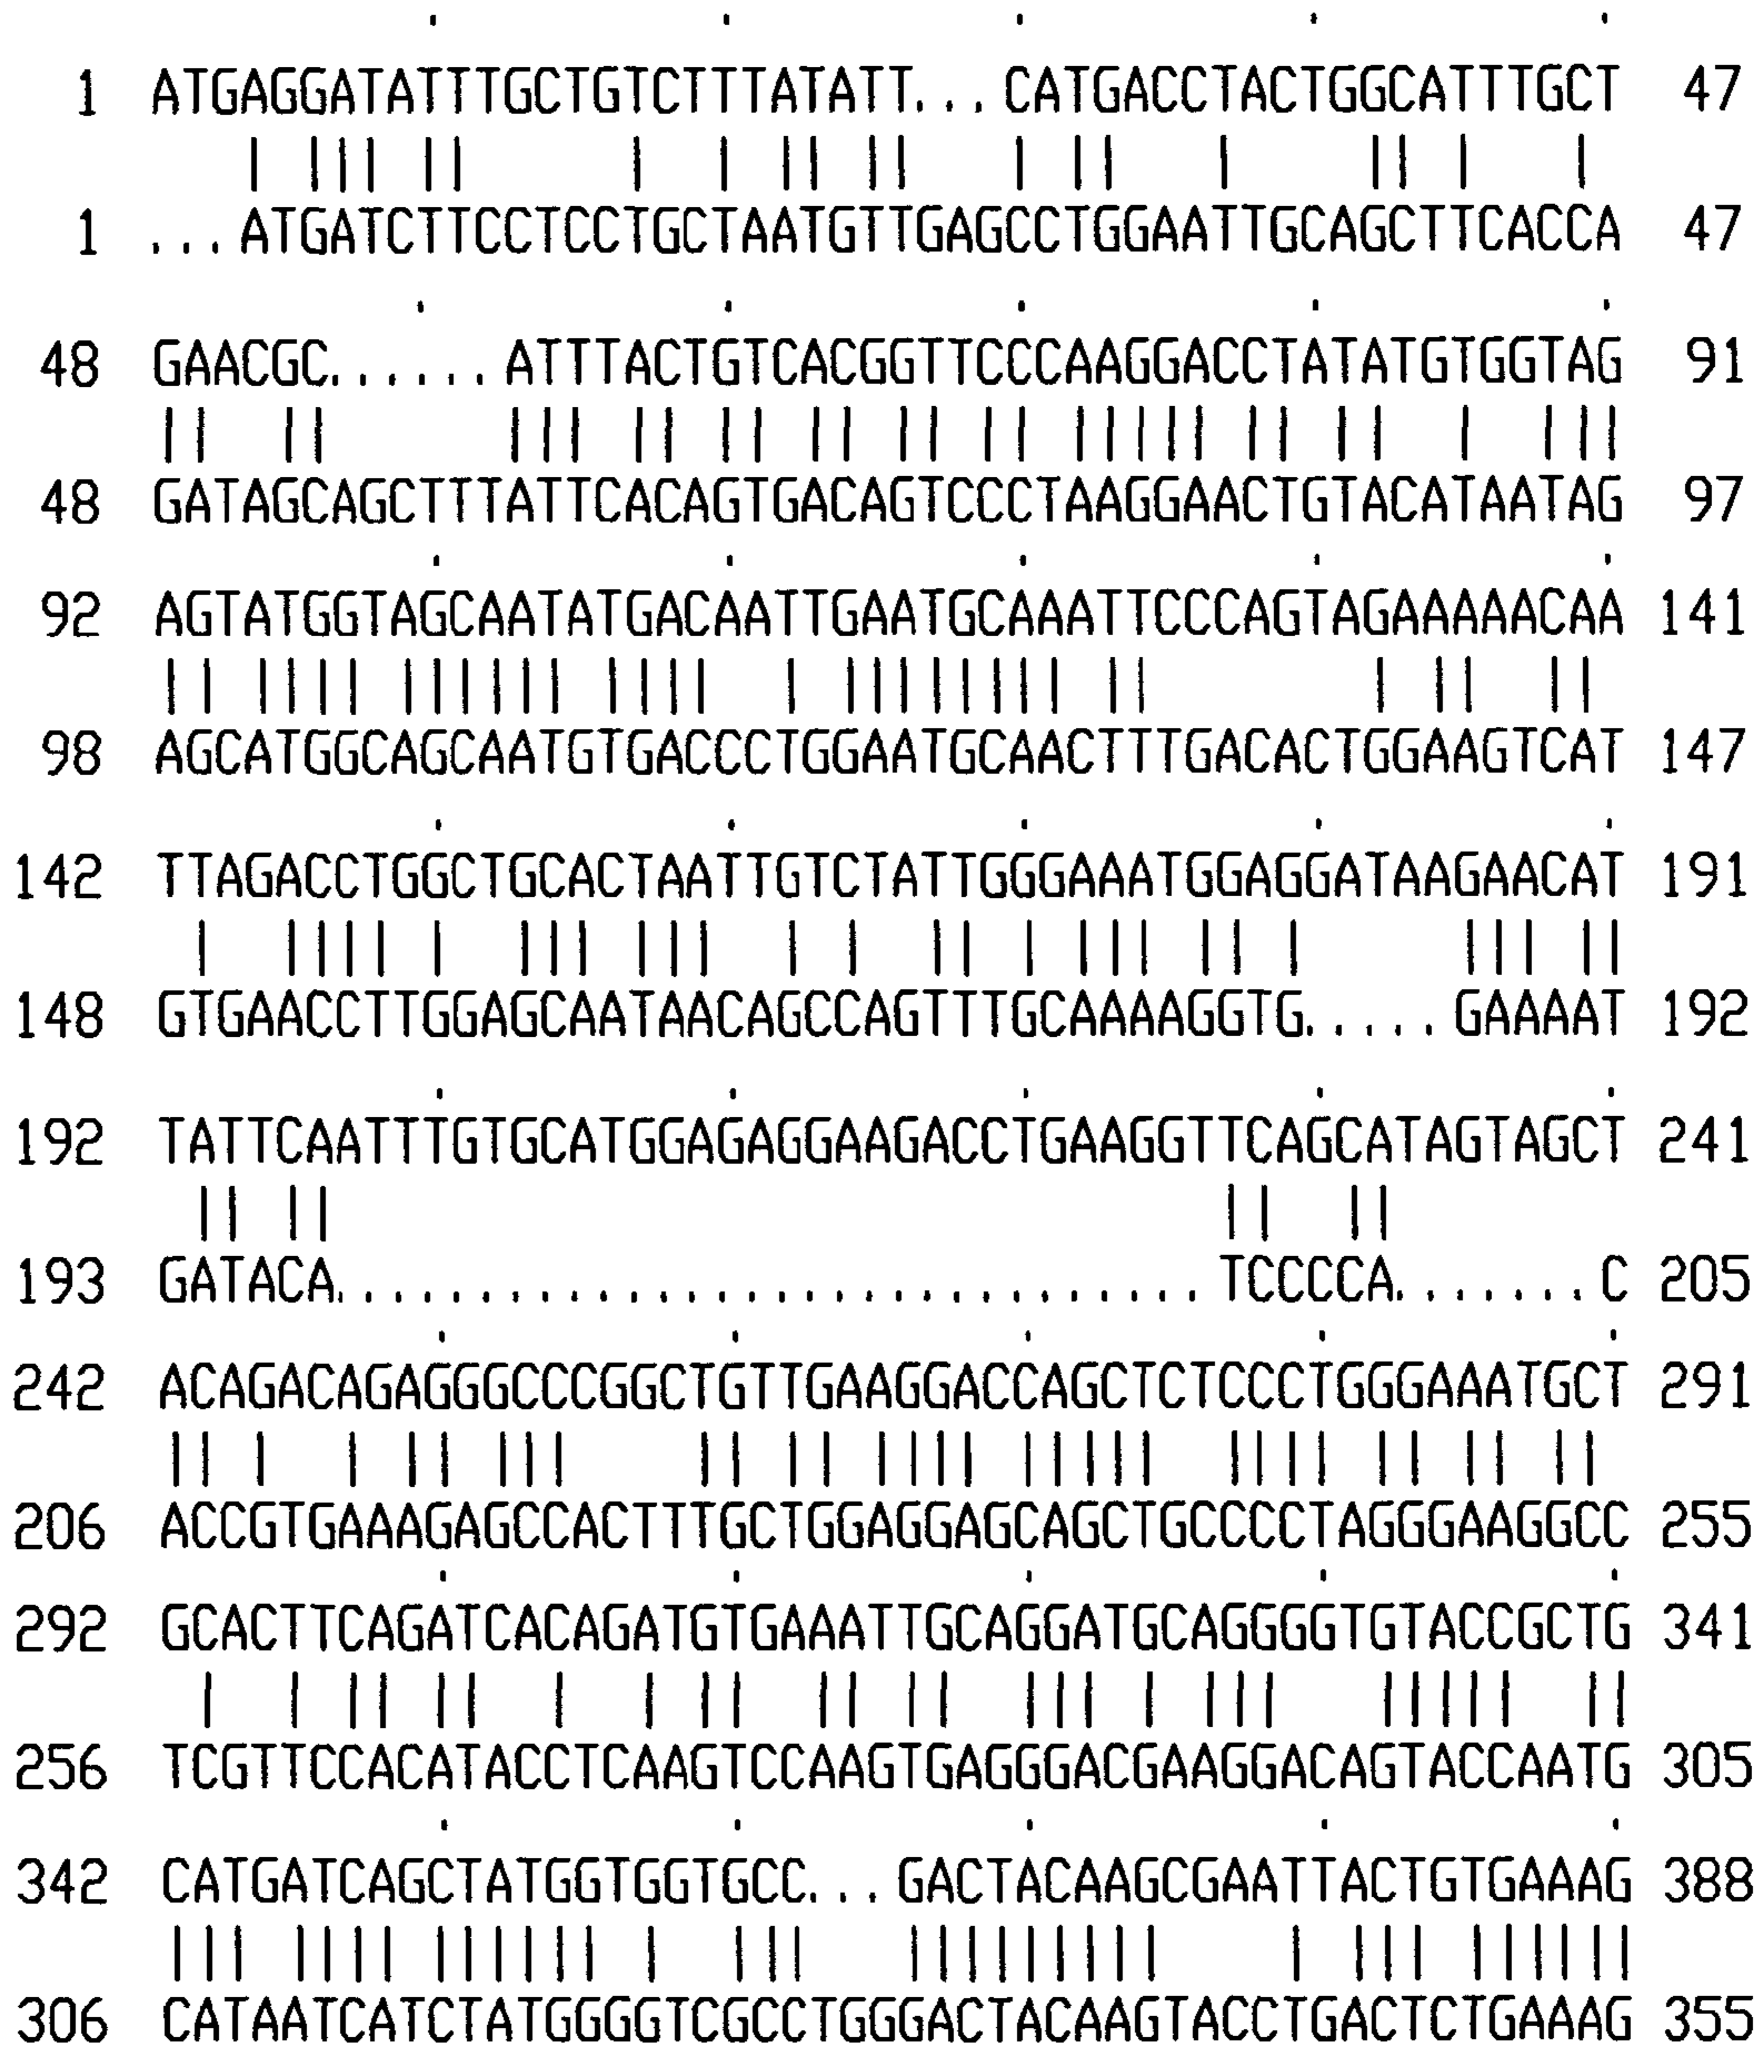 1 ATGAGGATATTTGCTGTCTTTATATT...CATGACCTACTGGCATTTGCT 47
1 ...ATGATCTTCCTCCTGCTAATGTTGAGCCTGGAATTGCAGCTTCACCA 47
48 GAACGC......ATTTACTGTCACGGTTCCCAAGGACCTATATGTGGTAG 91
48 GATAGCAGCTTTATTCACAGTGACAGTCCCTAAGGAACTGTACATAATAG 97
92 AGTATGGTAGCAATATGACAATTGAATGCAAATTCCCAGTAGAAAAACAA 141
98 AGCATGGCAGCAATGTGACCCTGGAATGCAACTTTGACACTGGAAGTCAT 147
142 TTAGACCTGGCTGCACTAATTGTCTATTGGGAAATGGAGGATAAGAACAT 191
148 GTGAACCTTGGAGCAATAACAGCCAGTTTGCAAAAGGTG.....GAAAAT 192
192 TATTCAATTTGTGCATGGAGAGGAAGACCTGAAGGTTCAGCATAGTAGCT 241
193 GATACA..............................TCCCCA.......C 205
242 ACAGACAGAGGGCCCGGCTGTTGAAGGACCAGCTCTCCCTGGGAAATGCT 291
206 ACCGTGAAAGAGCCACTTTGCTGGAGGAGCAGCTGCCCCTAGGGAAGGCC 255
292 GCACTTCAGATCACAGATGTGAAATTGCAGGATGCAGGGGTGTACCGCTG 341
256 TCGTTCCACATACCTCAAGTCCAAGTGAGGGACGAAGGACAGTACCAATG 305
342 CATGATCAGCTATGGTGGTGCC...GACTACAAGCGAATTACTGTGAAAG 388
306 CATAATCATCTATGGGGTCGCCTGGGACTACAAGTACCTGACTCTGAAAG 355